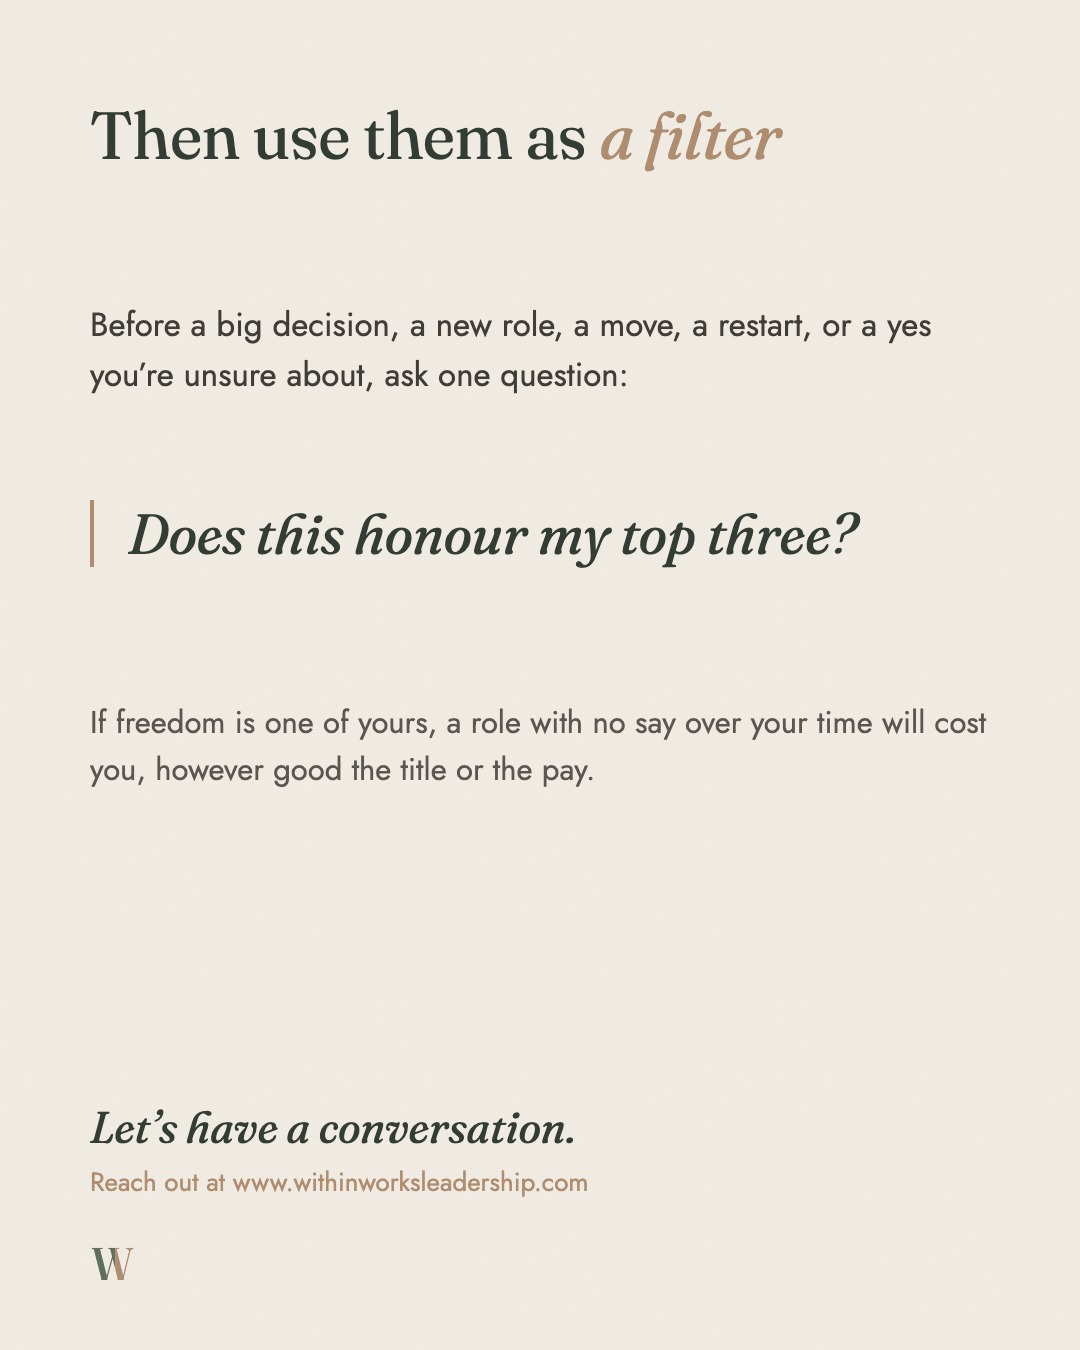 Then use them as a filter
Before a big decision, a new role, a move, a restart, or a yes
you’re unsure about, ask one question:
Does this honour my top three?
If freedom is one of yours, a role with no say over your time will cost
you, however good the title or the pay.
Let’s have a conversation.
Reach out at www.withinworksleadership.com
W